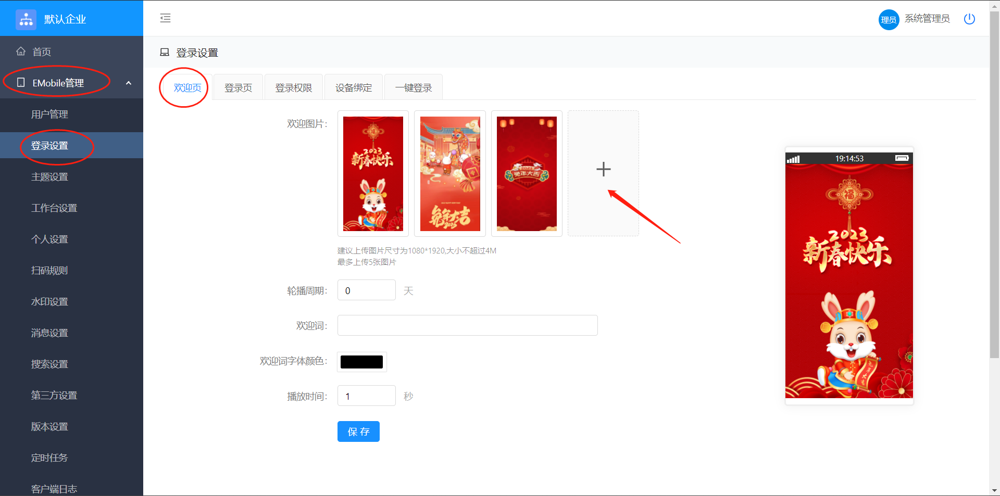 默认企业
理员 系统管理员
首页
EMobile管理
用户管理
登录设置
主题设置
工作台设置
个人设置
扫码规则
水印设置
消息设置
搜索设置
第三方设置
版本设置
定时任务
客户端日志
登录设置
欢迎页 登录页 登录权限 设备绑定 一键登录
欢迎图片:
2023
新春快乐
兔年大吉
2023
2023
兔年大吉
建议上传图片尺寸为1080*1920,大小不超过4M
最多上传5张图片
轮播周期: 0 天
欢迎词:
欢迎词字体颜色:
播放时间: 1 秒
保 存
19:14:53
福
2023
新春快乐